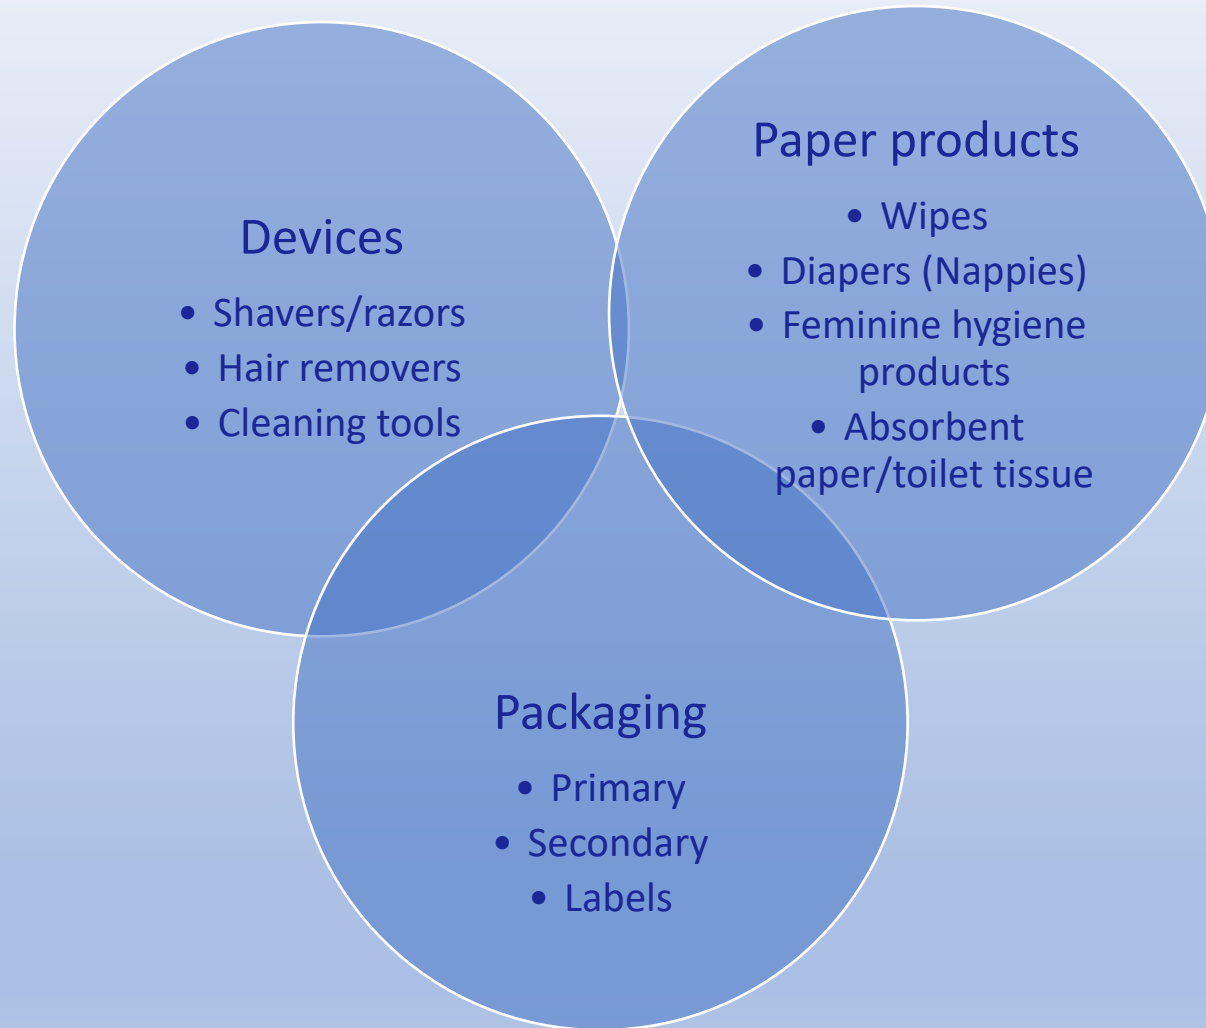 Devices
• Shavers/razors
• Hair removers
• Cleaning tools
Paper products
• Wipes
• Diapers (Nappies)
• Feminine hygiene
products
• Absorbent
paper/toilet tissue
Packaging
• Primary
• Secondary
• Labels